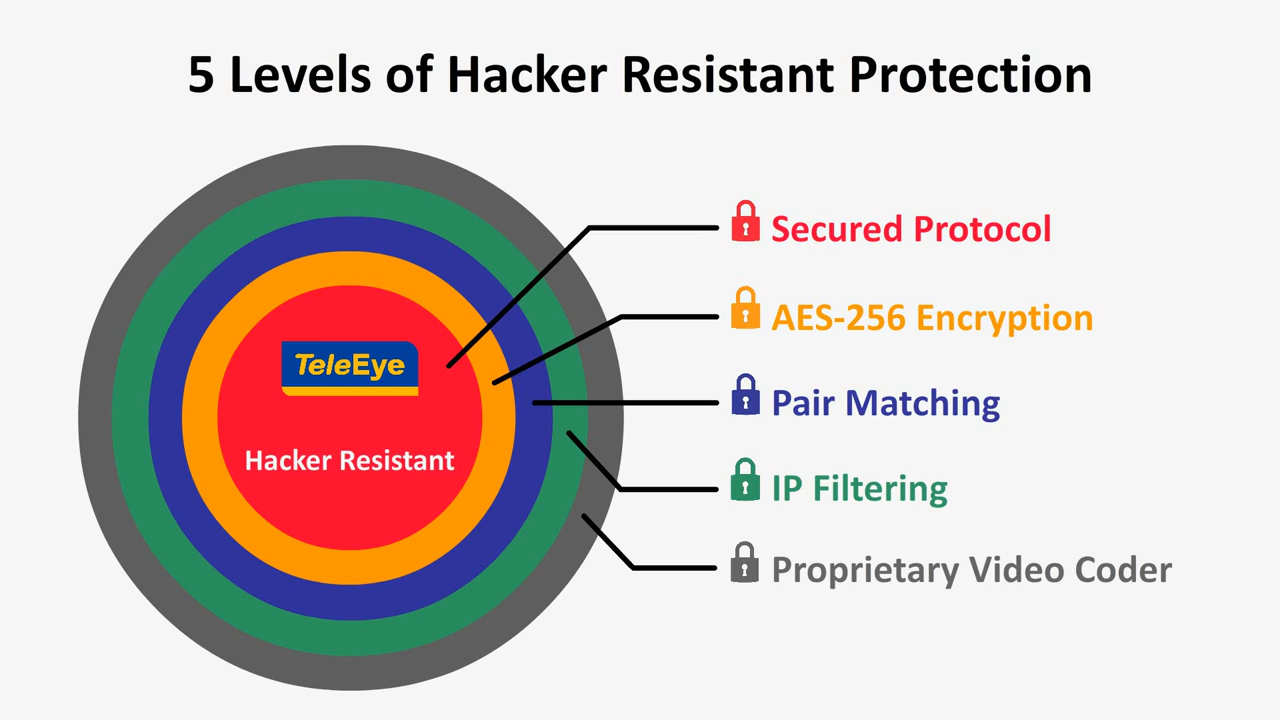 5 Levels of Hacker Resistant Protection
Secured Protocol
AES-256 Encryption
TeleEye
Pair Matching
Hacker Resistant
IP Filtering
Proprietary Video Coder